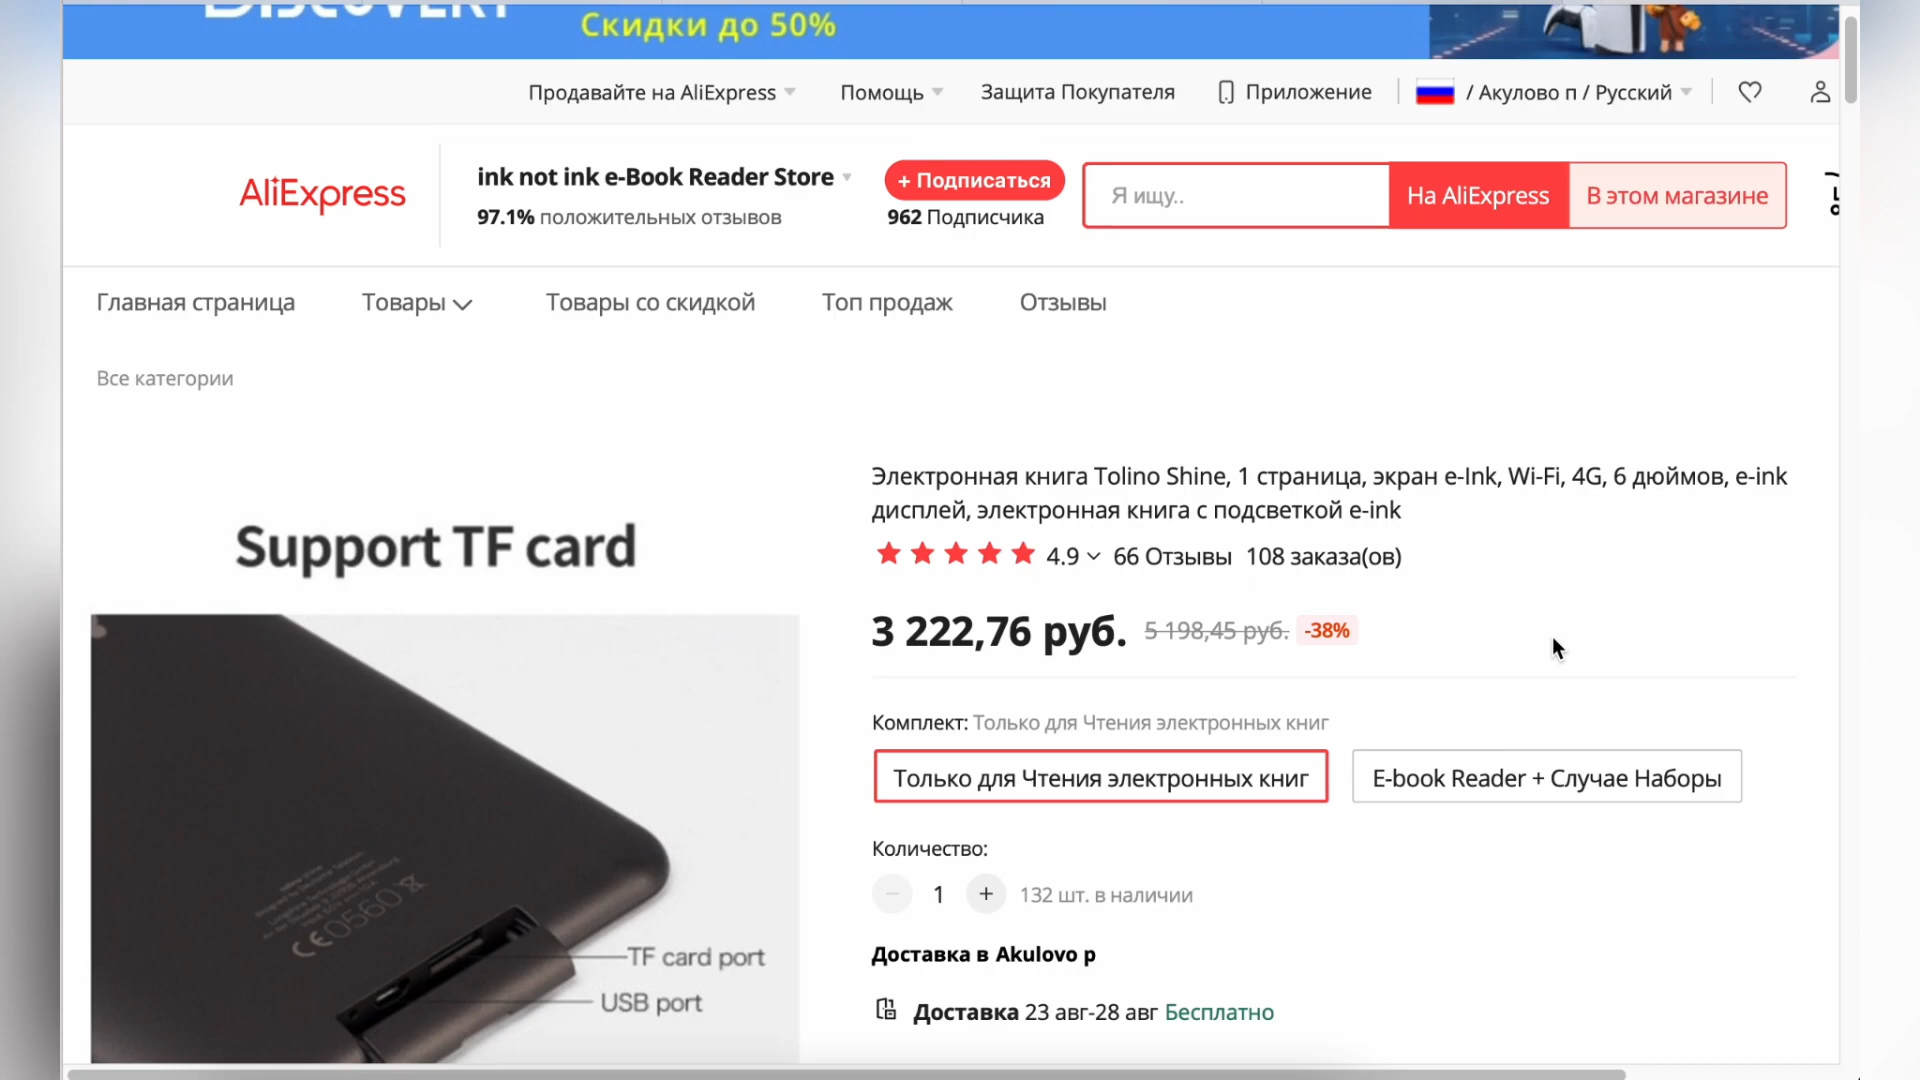 DISCOVERY
Скидки до 50%
Продавайте на AliExpress
Помощь
Защита Покупателя
Приложение
/ Акулово п / Русский
AliExpress
ink not ink e-Book Reader Store
97.1% положительных отзывов
+ Подписаться
962 Подписчика
Я ищу..
На AliExpress
В этом магазине
Главная страница
Товары
Товары со скидкой
Топ продаж
Отзывы
Все категории
Support TF card
TF card port
USB port
CE0560
Электронная книга Tolino Shine, 1 страница, экран e-Ink, Wi-Fi, 4G, 6 дюймов, e-ink
дисплей, электронная книга с подсветкой e-ink
4.9
66 Отзывы
108 заказа(ов)
3 222,76 руб.
5 198,45 руб.
-38%
Комплект: Только для Чтения электронных книг
Только для Чтения электронных книг
E-book Reader + Случае Наборы
Количество:
− 1 +
132 шт. в наличии
Доставка в Akulovo p
Доставка 23 авг-28 авг Бесплатно